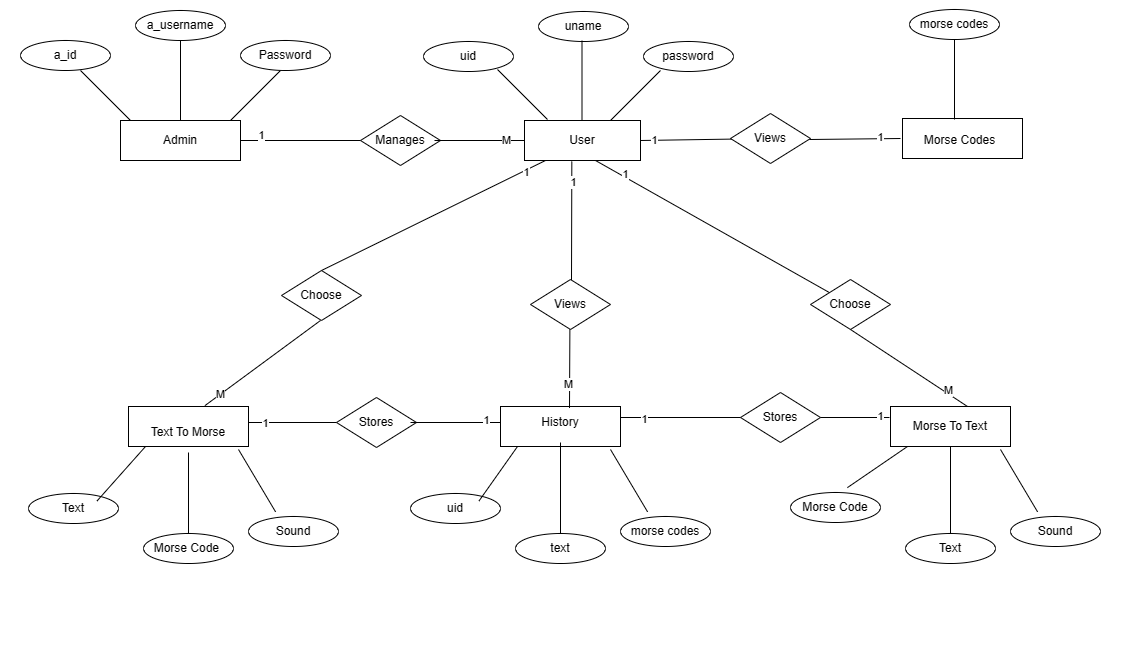 a_username
uname
morse codes
a_id
Password
uid
password
Admin
1
Manages
M
User
1
Views
1
Morse Codes
1
1
1
Choose
Views
Choose
M
M
M
Text To Morse
1
Stores
1
History
1
Stores
1
Morse To Text
Text
Morse Code
Sound
uid
text
morse codes
Morse Code
Text
Sound